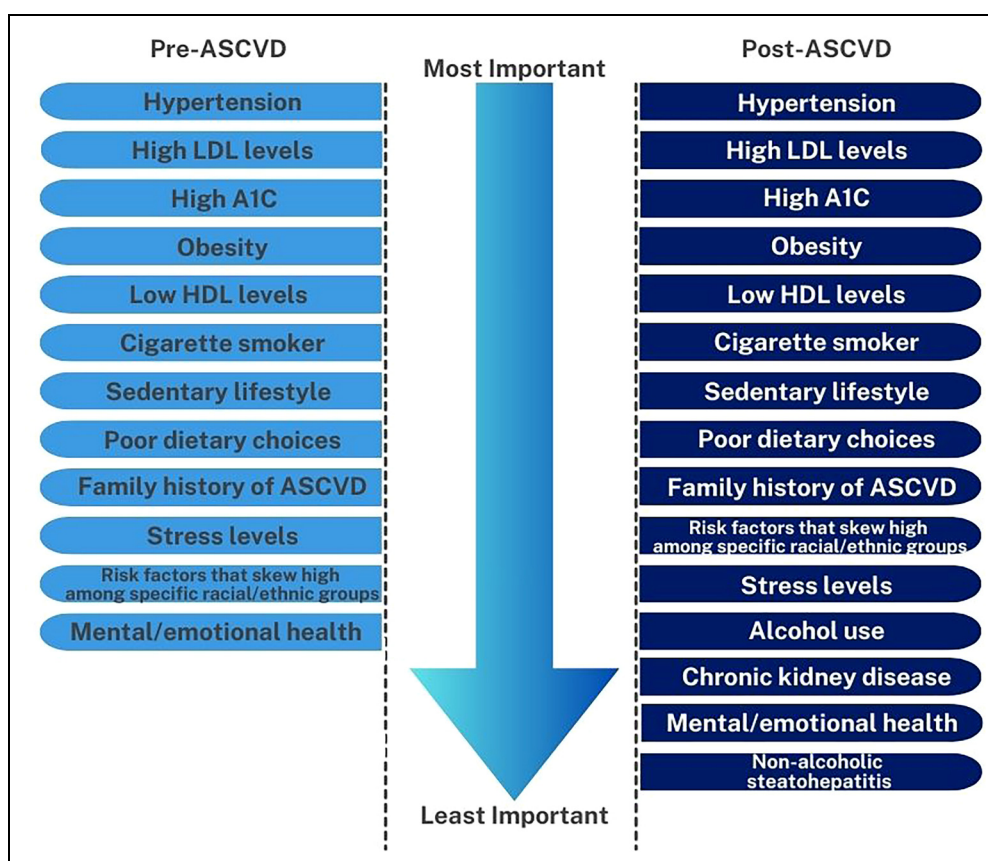 Pre-ASCVD
Hypertension
High LDL levels
High A1C
Obesity
Low HDL levels
Cigarette smoker
Sedentary lifestyle
Poor dietary choices
Family history of ASCVD
Stress levels
Risk factors that skew high
among specific racial/ethnic groups
Mental/emotional health
Most Important
Least Important
Post-ASCVD
Hypertension
High LDL levels
High A1C
Obesity
Low HDL levels
Cigarette smoker
Sedentary lifestyle
Poor dietary choices
Family history of ASCVD
Risk factors that skew high
among specific racial/ethnic groups
Stress levels
Alcohol use
Chronic kidney disease
Mental/emotional health
Non-alcoholic
steatohepatitis